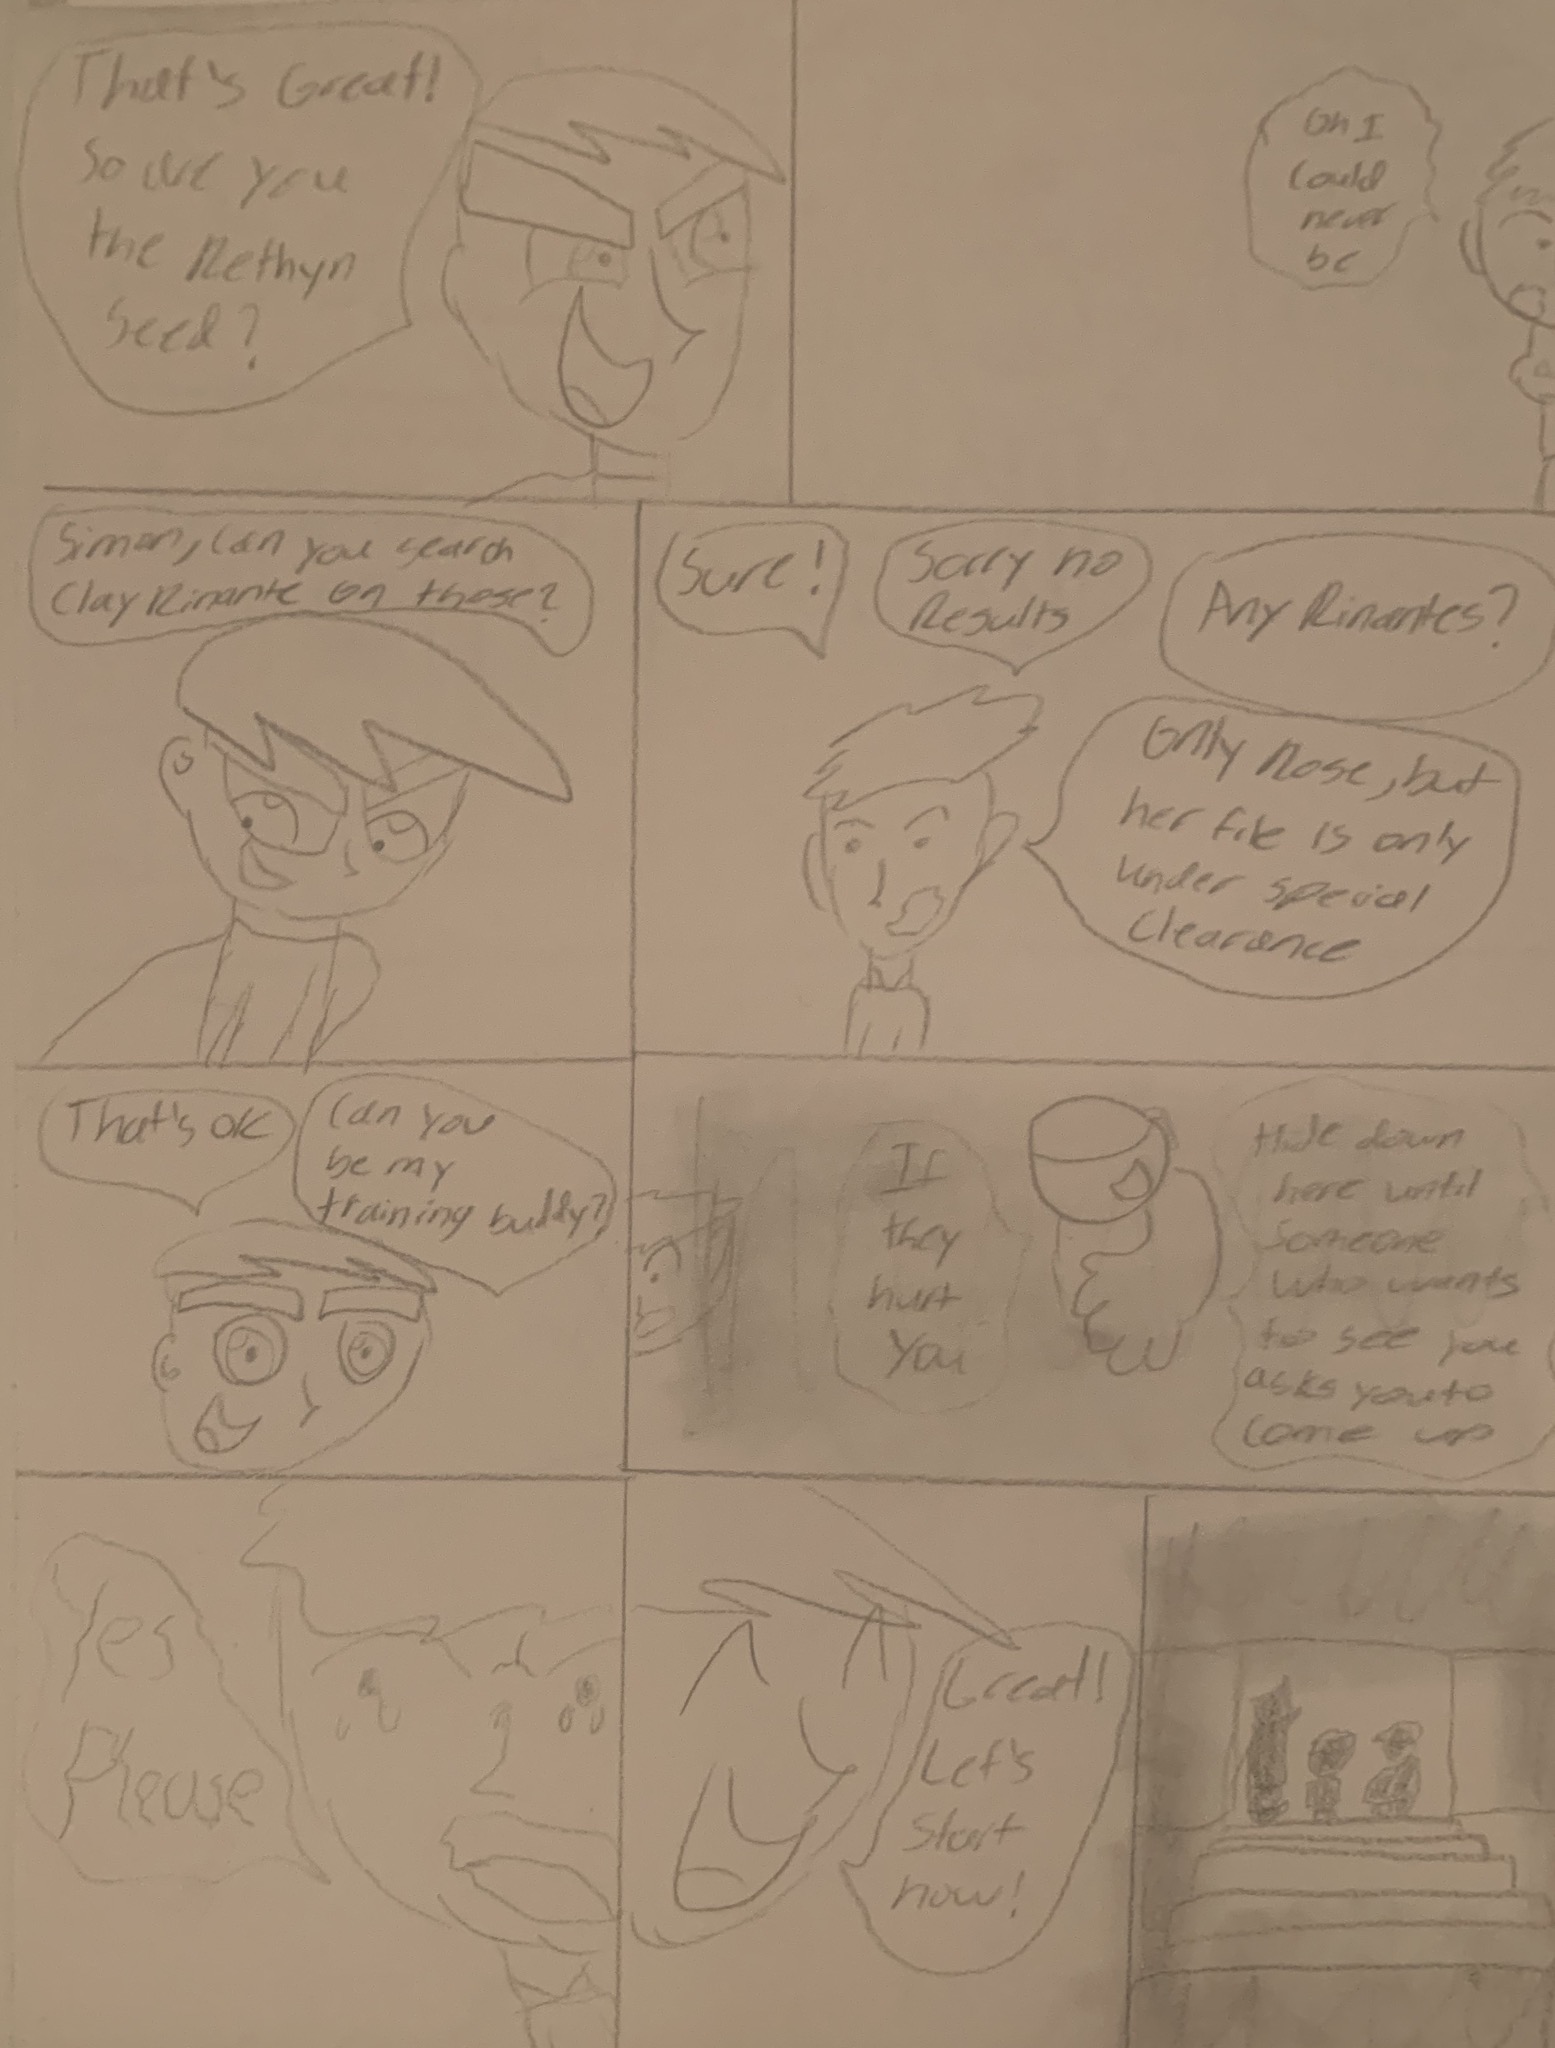 That's Great!
So are you
the Rethyn
Seed?
Oh I
Could
never
be
Simon, Can you search
Clay Rinante on those?
Sure!
Sorry no
Results
Any Rinantes?
Only Rose, but
her file is only
under special
Clearance
That's ok
Can you
be my
training buddy?
If
they
hurt
you
Hide down
here until
Someone
Who wants
to see you
asks you to
Come up
Yes
Please
Great!
Let's
Start
now!